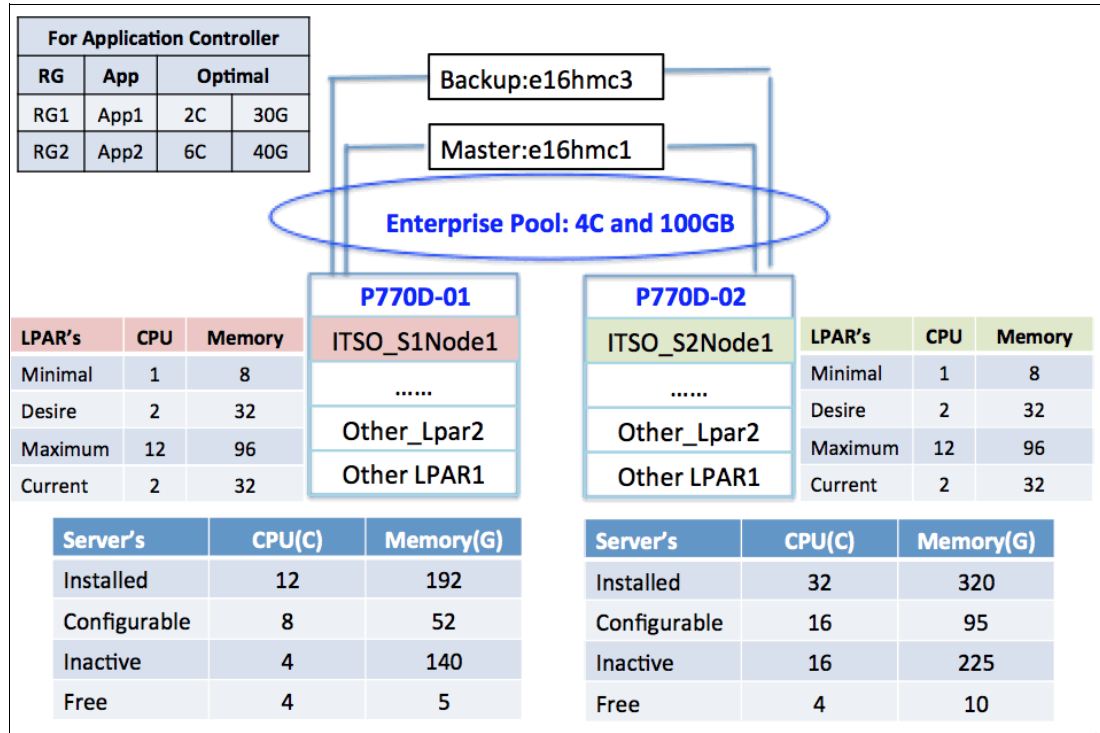 For Application Controller
RG App Optimal
RG1 App1 2C 30G
RG2 App2 6C 40G
Backup:e16hmc3
Master:e16hmc1
Enterprise Pool: 4C and 100GB
P770D-01
ITSO_S1Node1
......
Other_Lpar2
Other LPAR1
P770D-02
ITSO_S2Node1
......
Other_Lpar2
Other LPAR1
LPAR's CPU Memory
Minimal 1 8
Desire 2 32
Maximum 12 96
Current 2 32
LPAR's CPU Memory
Minimal 1 8
Desire 2 32
Maximum 12 96
Current 2 32
Server's CPU(C) Memory(G)
Installed 12 192
Configurable 8 52
Inactive 4 140
Free 4 5
Server's CPU(C) Memory(G)
Installed 32 320
Configurable 16 95
Inactive 16 225
Free 4 10